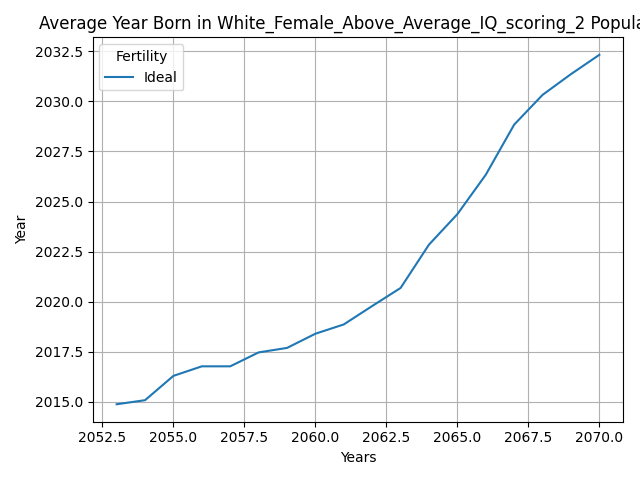 Average Year Born in White_Female_Above_Average_IQ_scoring_2 Popula
Fertility
Ideal
2032.5
2030.0
2027.5
2025.0
2022.5
2020.0
2017.5
2015.0
Year
2052.5 2055.0 2057.5 2060.0 2062.5 2065.0 2067.5 2070.0
Years